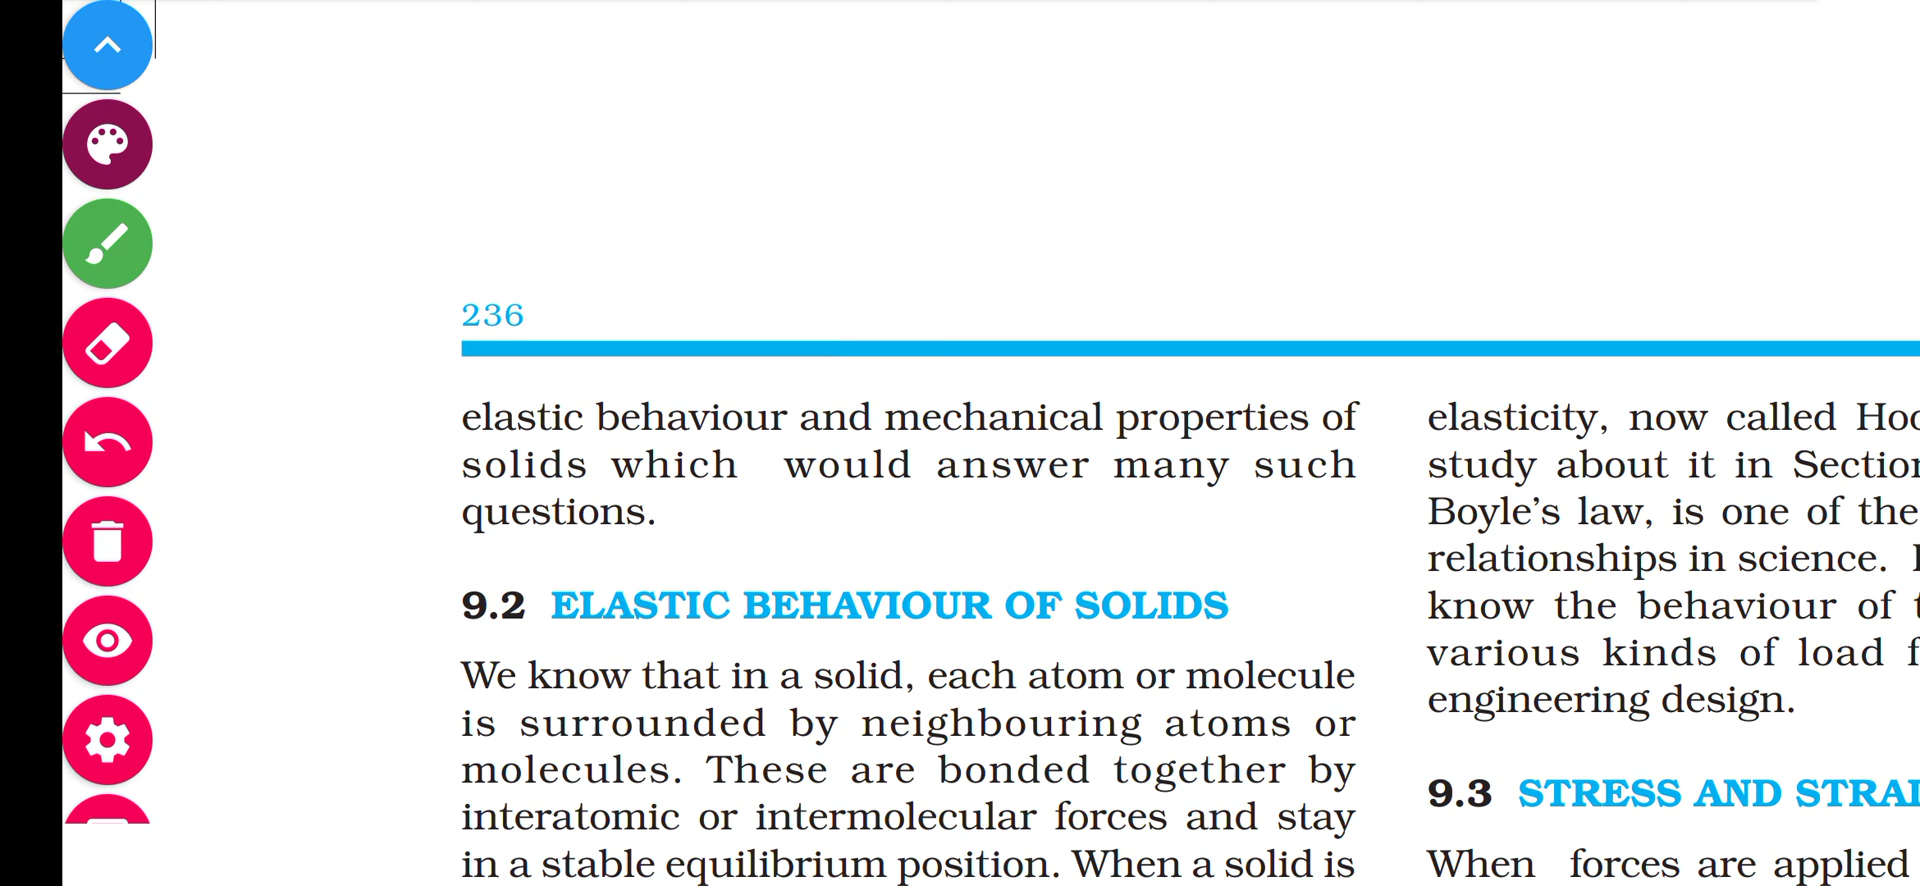 236
elastic behaviour and mechanical properties of
solids which would answer many such
questions.
9.2 ELASTIC BEHAVIOUR OF SOLIDS
We know that in a solid, each atom or molecule
is surrounded by neighbouring atoms or
molecules. These are bonded together by
interatomic or intermolecular forces and stay
in a stable equilibrium position. When a solid is
elasticity, now called
study about it in
Boyle's law, is one of the
relationships in science.
know the behaviour of
various kinds of load
engineering design.
9.3 STRESS AND
When forces are applied